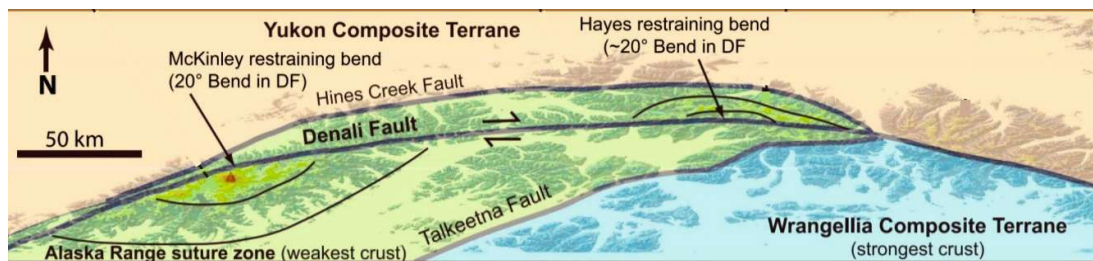 Yukon Composite Terrane
Hayes restraining bend
(~20° Bend in DF
McKinley restraining bend
(20° Bend in DF)
N
Hines Creek Fault
Denali Fault
50 km
Talkeetna Fault
Wrangellia Composite Terrane
(strongest crust)
Alaska Range suture zone (weakest crust)